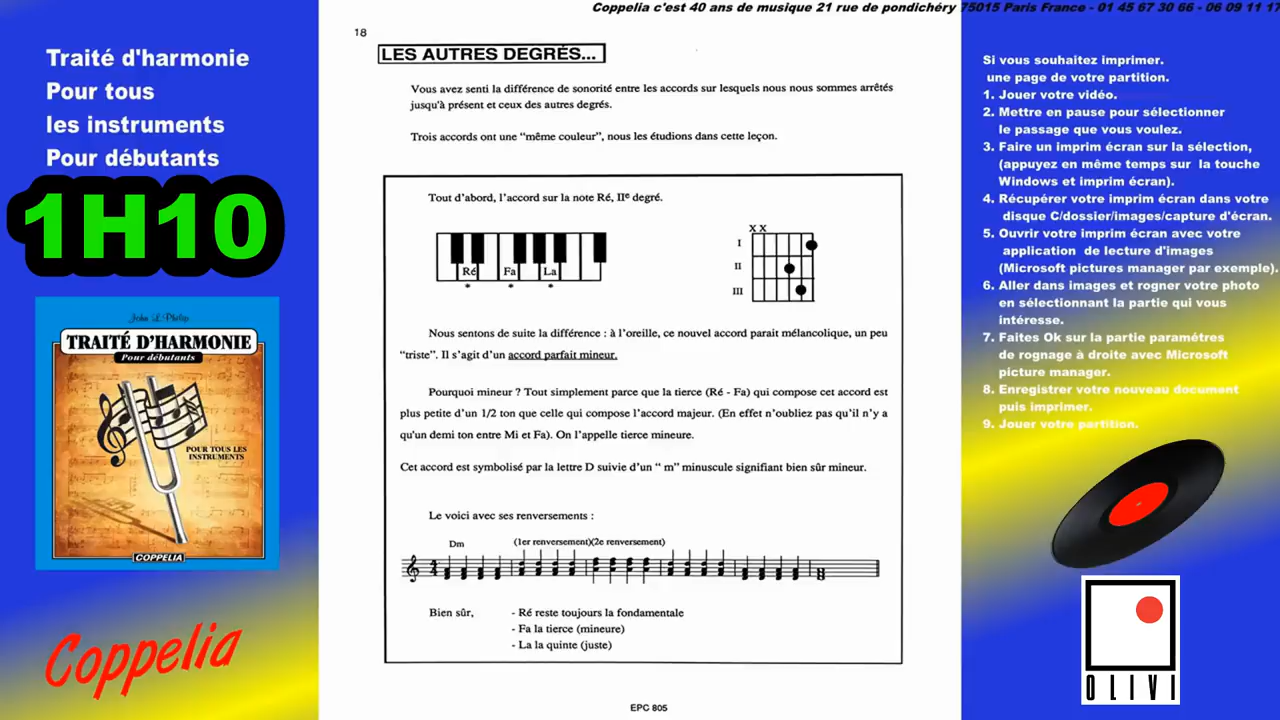 Coppelia c'est 40 ans de musique 21 rue de pondichéry 75015 Paris France - 01 45 67 30 66 - 06 09 11 17
Traité d'harmonie
Pour tous
les instruments
Pour débutants
1H10
John L. Philip
TRAITÉ D'HARMONIE
Pour débutants
POUR TOUS LES
INSTRUMENTS
COPPELIA
Coppelia
18
LES AUTRES DEGRÉS...
Vous avez senti la différence de sonorité entre les accords sur lesquels nous nous sommes arrêtés
jusqu'à présent et ceux des autres degrés.
Trois accords ont une "même couleur", nous les étudions dans cette leçon.
Tout d'abord, l'accord sur la note Ré, IIe degré.
Ré Fa La
* * *
X X
I
II
III
Nous sentons de suite la différence : à l'oreille, ce nouvel accord parait mélancolique, un peu
"triste". Il s'agit d'un accord parfait mineur.
Pourquoi mineur ? Tout simplement parce que la tierce (Ré - Fa) qui compose cet accord est
plus petite d'un 1/2 ton que celle qui compose l'accord majeur. (En effet n'oubliez pas qu'il n'y a
qu'un demi ton entre Mi et Fa). On l'appelle tierce mineure.
Cet accord est symbolisé par la lettre D suivie d'un " m" minuscule signifiant bien sûr mineur.
Le voici avec ses renversements :
Dm (1er renversement)(2e renversement)
4
4
Bien sûr, - Ré reste toujours la fondamentale
- Fa la tierce (mineure)
- La la quinte (juste)
EPC 805
Si vous souhaitez imprimer.
une page de votre partition.
1. Jouer votre vidéo.
2. Mettre en pause pour sélectionner
le passage que vous voulez.
3. Faire un imprim écran sur la sélection,
(appuyez en même temps sur la touche
Windows et imprim écran).
4. Récupérer votre imprim écran dans votre
disque C/dossier/images/capture d'écran.
5. Ouvrir votre imprim écran avec votre
application de lecture d'images
(Microsoft pictures manager par exemple).
6. Aller dans images et rogner votre photo
en sélectionnant la partie qui vous
intéresse.
7. Faites Ok sur la partie paramétres
de rognage à droite avec Microsoft
picture manager.
8. Enregistrer votre nouveau document
puis imprimer.
9. Jouer votre partition.
OLIVI